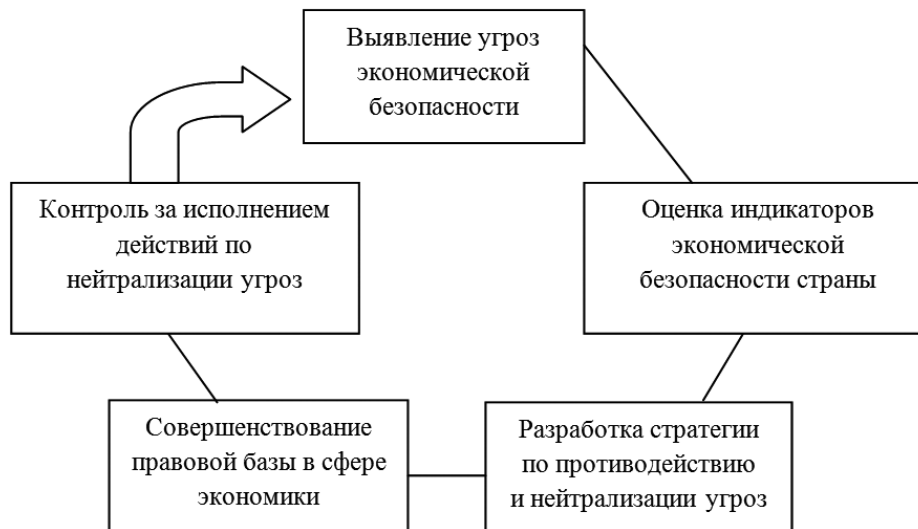 Выявление угроз
экономической
безопасности
Оценка индикаторов
экономической
безопасности страны
Разработка стратегии
по противодействию
и нейтрализации угроз
Совершенствование
правовой базы в сфере
экономики
Контроль за исполнением
действий по
нейтрализации угроз